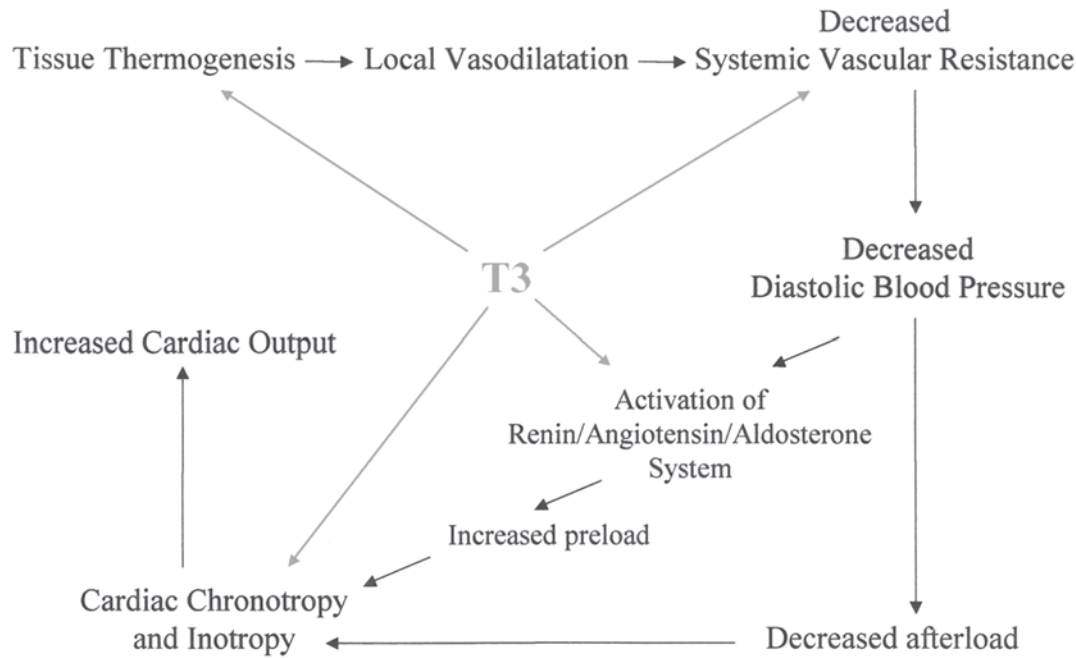 Decreased
Tissue Thermogenesis Local Vasodilatation Systemic Vascular Resistance
Decreased
Diastolic Blood Pressure
T3
Increased Cardiac Output
Activation of
Renin/Angiotensin/Aldosterone
System
Increased preload
Cardiac Chronotropy
and Inotropy
Decreased afterload